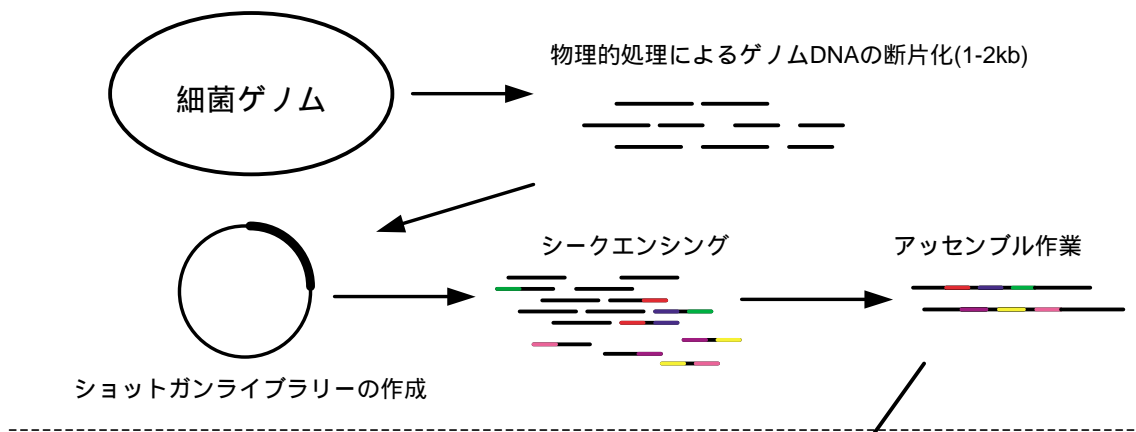 物理的処理によるゲノムDNAの断片化(1-2kb)
細菌ゲノム
シークエンシング
アッセンブル作業
ショットガンライブラリーの作成